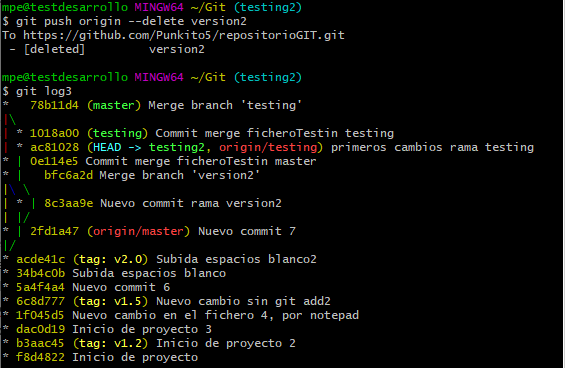 mpe@testdesarrollo MINGW64 ~/Git (testing2)
$ git push origin --delete version2
To https://github.com/Punkito5/repositorioGIT.git
 - [deleted]         version2

mpe@testdesarrollo MINGW64 ~/Git (testing2)
$ git log3
*   78b11d4 (master) Merge branch 'testing'
|\
| * 1018a00 (testing) Commit merge ficheroTestin testing
| * ac81028 (HEAD -> testing2, origin/testing) primeros cambios rama testing
* | 0e114e5 Commit merge ficheroTestin master
* |   bfc6a2d Merge branch 'version2'
|\ \
| * | 8c3aa9e Nuevo commit rama version2
| |/
* | 2fd1a47 (origin/master) Nuevo commit 7
|/
* acde41c (tag: v2.0) Subida espacios blanco2
* 34b4c0b Subida espacios blanco
* 5a4f4a4 Nuevo commit 6
* 6c8d777 (tag: v1.5) Nuevo cambio sin git add2
* 1f045d5 Nuevo cambio en el fichero 4, por notepad
* dac0d19 Inicio de proyecto 3
* b3aac45 (tag: v1.2) Inicio de proyecto 2
* f8d4822 Inicio de proyecto